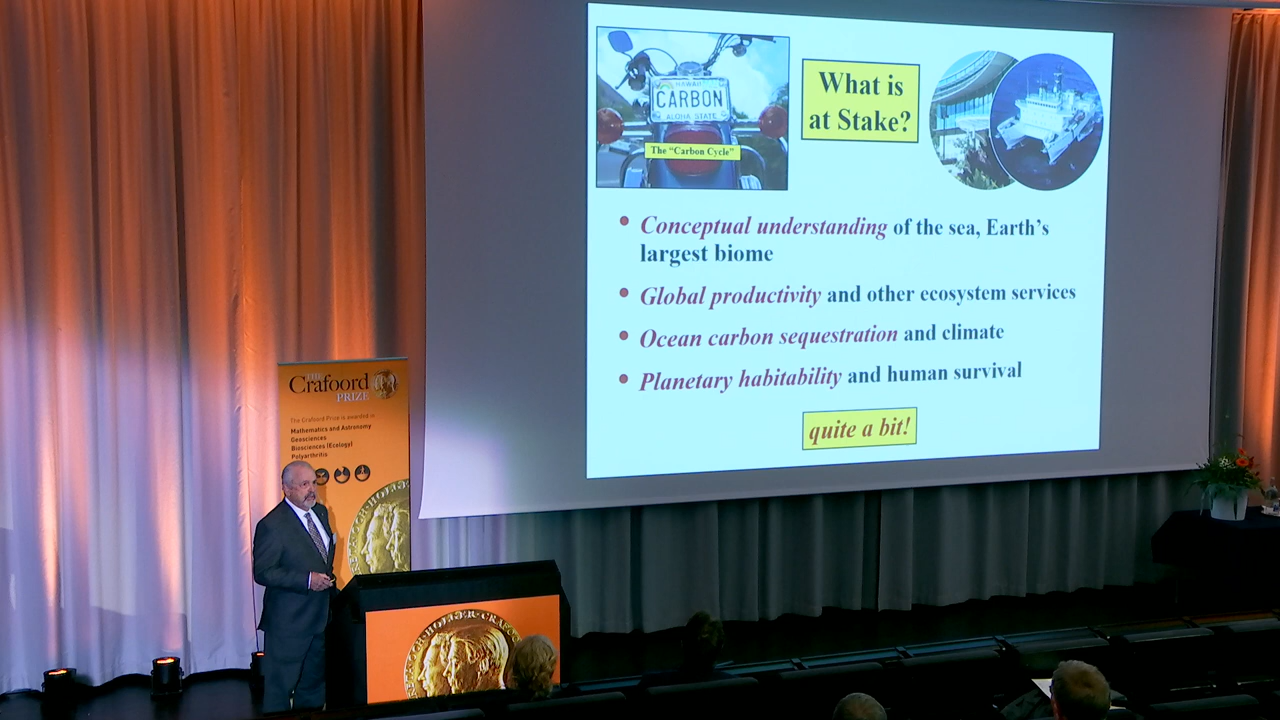 HAWAII
CARBON
ALOHA STATE
The "Carbon Cycle"
What is
at Stake?
• Conceptual understanding of the sea, Earth's
largest biome
• Global productivity and other ecosystem services
• Ocean carbon sequestration and climate
• Planetary habitability and human survival
quite a bit!
THE
Crafoord
PRIZE
The Crafoord Prize is awarded in
Mathematics and Astronomy
Geosciences
Biosciences (Ecology)
Polyarthritis